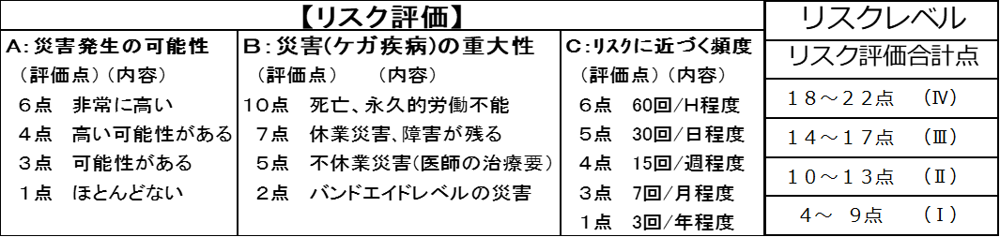 【リスク評価】
A:災害発生の可能性
(評価点)(内容)
6点 非常に高い
4点 高い可能性がある
3点 可能性がある
1点 ほとんどない
B:災害(ケガ疾病)の重大性
(評価点) (内容)
10点 死亡、永久的労働不能
7点 休業災害、障害が残る
5点 不休業災害(医師の治療要)
2点 バンドエイドレベルの災害
C:リスクに近づく頻度
(評価点)(内容)
6点 60回/H程度
5点 30回/日程度
4点 15回/週程度
3点 7回/月程度
1点 3回/年程度
リスクレベル
リスク評価合計点
18~22点 (Ⅳ)
14~17点 (Ⅲ)
10~13点 (Ⅱ)
4~ 9点 (Ⅰ)